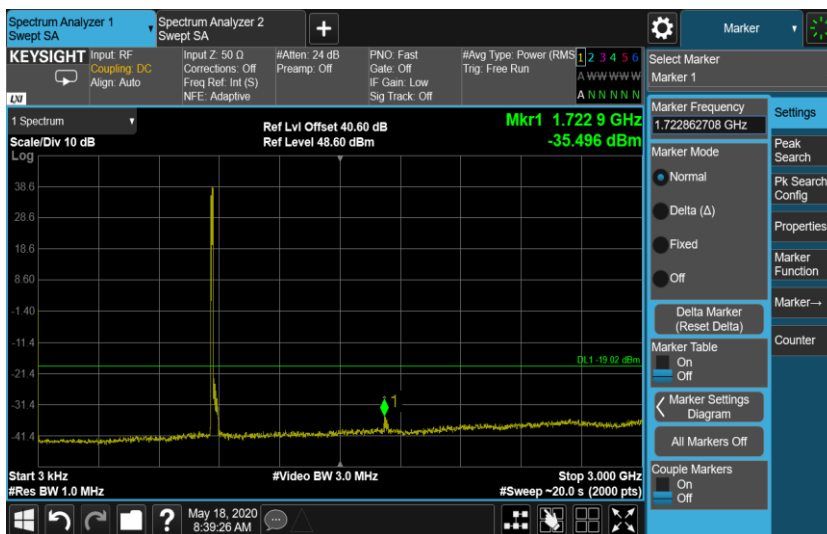 Spectrum Analyzer 1
Swept SA
Spectrum Analyzer 2
Swept SA
+
Marker
KEYSIGHT
LXI
Input: RF
Coupling: DC
Align: Auto
Input Z: 50 Ω
Corrections: Off
Freq Ref: Int (S)
NFE: Adaptive
#Atten: 24 dB
Preamp: Off
PNO: Fast
Gate: Off
IF Gain: Low
Sig Track: Off
#Avg Type: Power (RMS
Trig: Free Run
1 2 3 4 5 6
A W W W W W
A N N N N N
Select Marker
Marker 1
1 Spectrum
Scale/Div 10 dB
Log
Ref Lvl Offset 40.60 dB
Ref Level 48.60 dBm
Mkr1 1.722 9 GHz
-35.496 dBm
38.6
28.6
18.6
8.60
-1.40
-11.4
-21.4
-31.4
-41.4
DL1 -19.02 dBm
1
Start 3 kHz
#Res BW 1.0 MHz
#Video BW 3.0 MHz
Stop 3.000 GHz
#Sweep ~20.0 s (2000 pts)
Marker Frequency
1.722862708 GHz
Marker Mode
Normal
Delta (Δ)
Fixed
Off
Delta Marker
(Reset Delta)
Marker Table
On
Off
Marker Settings
Diagram
All Markers Off
Couple Markers
On
Off
Settings
Peak
Search
Pk Search
Config
Properties
Marker
Function
Marker→
Counter
?
May 18, 2020
8:39:26 AM